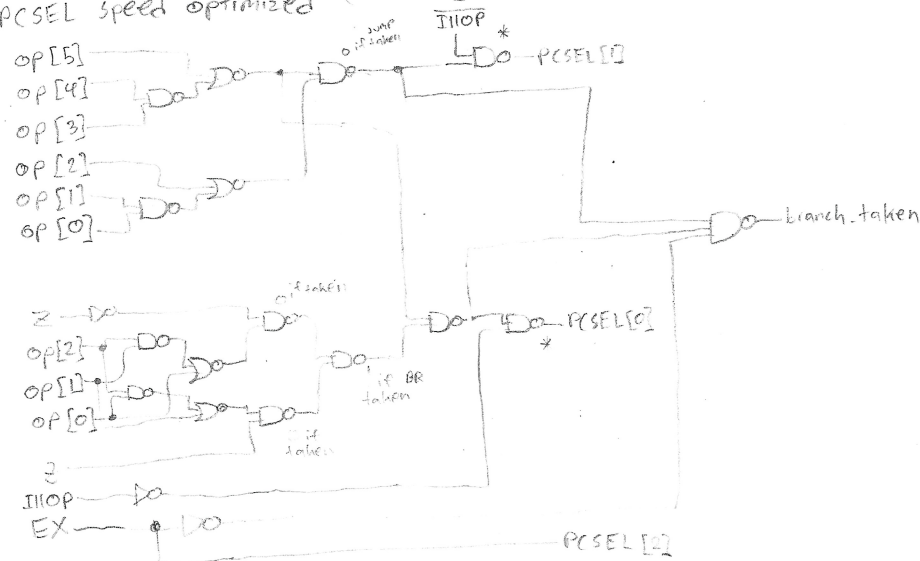 PCSEL speed optimized
jump
0 if taken
IllOP
*
op[5]
PCSEL[1]
op[4]
op[3]
op[2]
op[1]
op[0]
branch_taken
0 if taken
Z
PCSEL[0]
op[2]
*
op[1]
if BR
taken
op[0]
if
taken
Z
IllOP
EX
PCSEL[2]